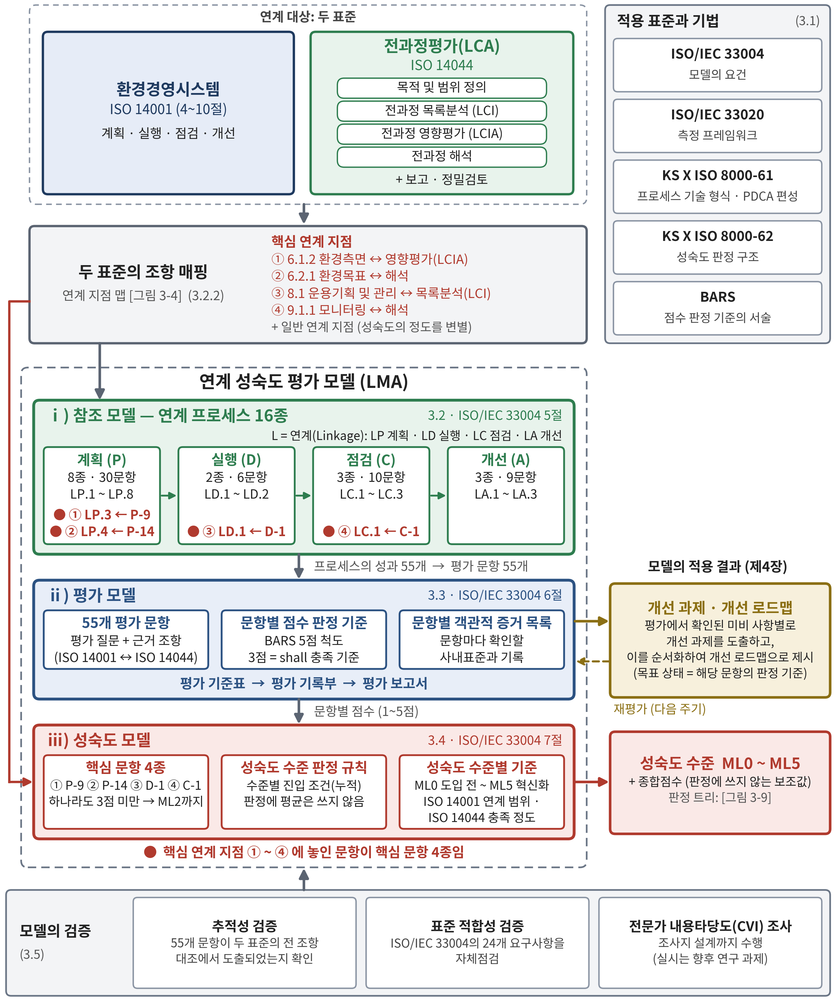 연계 대상: 두 표준
환경경영시스템
ISO 14001 (4~10절)
계획 · 실행 · 점검 · 개선
전과정평가(LCA)
ISO 14044
목적 및 범위 정의
전과정 목록분석 (LCI)
전과정 영향평가 (LCIA)
전과정 해석
+ 보고 · 정밀검토
적용 표준과 기법 (3.1)
ISO/IEC 33004
모델의 요건
ISO/IEC 33020
측정 프레임워크
KS X ISO 8000-61
프로세스 기술 형식 · PDCA 편성
KS X ISO 8000-62
성숙도 판정 구조
BARS
점수 판정 기준의 서술
두 표준의 조항 매핑
연계 지점 맵 [그림 3-4] (3.2.2)
핵심 연계 지점
① 6.1.2 환경측면 ↔ 영향평가(LCIA)
② 6.2.1 환경목표 ↔ 해석
③ 8.1 운용기획 및 관리 ↔ 목록분석(LCI)
④ 9.1.1 모니터링 ↔ 해석
+ 일반 연계 지점 (성숙도의 정도를 변별)
연계 성숙도 평가 모델 (LMA)
ⅰ) 참조 모델 — 연계 프로세스 16종
3.2 · ISO/IEC 33004 5절
L = 연계(Linkage): LP 계획 · LD 실행 · LC 점검 · LA 개선
계획 (P)
8종 · 30문항
LP.1 ~ LP.8
● ① LP.3 ← P-9
● ② LP.4 ← P-14
실행 (D)
2종 · 6문항
LD.1 ~ LD.2
● ③ LD.1 ← D-1
점검 (C)
3종 · 10문항
LC.1 ~ LC.3
● ④ LC.1 ← C-1
개선 (A)
3종 · 9문항
LA.1 ~ LA.3
프로세스의 성과 55개 → 평가 문항 55개
ⅱ) 평가 모델
3.3 · ISO/IEC 33004 6절
55개 평가 문항
평가 질문 + 근거 조항
(ISO 14001 ↔ ISO 14044)
문항별 점수 판정 기준
BARS 5점 척도
3점 = shall 충족 기준
문항별 객관적 증거 목록
문항마다 확인할
사내표준과 기록
평가 기준표 → 평가 기록부 → 평가 보고서
모델의 적용 결과 (제4장)
개선 과제 · 개선 로드맵
평가에서 확인된 미비 사항별로
개선 과제를 도출하고,
이를 순서화하여 개선 로드맵으로 제시
(목표 상태 = 해당 문항의 판정 기준)
재평가 (다음 주기)
문항별 점수 (1~5점)
ⅲ) 성숙도 모델
3.4 · ISO/IEC 33004 7절
핵심 문항 4종
① P-9 ② P-14 ③ D-1 ④ C-1
하나라도 3점 미만 → ML2까지
성숙도 수준 판정 규칙
수준별 진입 조건(누적)
판정에 평균은 쓰지 않음
성숙도 수준별 기준
ML0 도입 전 ~ ML5 혁신화
ISO 14001 연계 범위 ·
ISO 14044 충족 정도
● 핵심 연계 지점 ① ~ ④ 에 놓인 문항이 핵심 문항 4종임
성숙도 수준 ML0 ~ ML5
+ 종합점수 (판정에 쓰지 않는 보조값)
판정 트리: [그림 3-9]
모델의 검증
(3.5)
추적성 검증
55개 문항이 두 표준의 전 조항
대조에서 도출되었는지 확인
표준 적합성 검증
ISO/IEC 33004의 24개 요구사항을
자체점검
전문가 내용타당도(CVI) 조사
조사지 설계까지 수행
(실시는 향후 연구 과제)